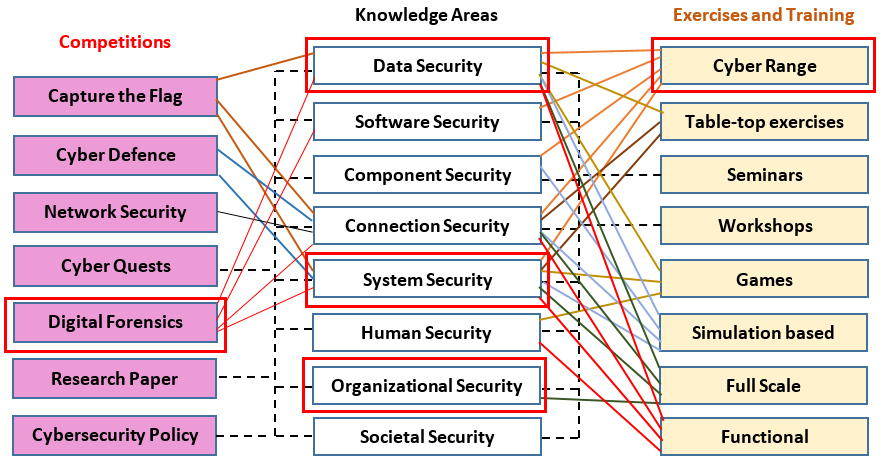 Knowledge Areas
Exercises and Training
Competitions
Data Security
Cyber Range
Capture the Flag
Software Security
Table-top exercises
Cyber Defence
Component Security
Seminars
Network Security
Connection Security
Workshops
Cyber Quests
System Security
Games
Digital Forensics
Human Security
Simulation based
Research Paper
Organizational Security
Full Scale
Cybersecurity Policy
Societal Security
Functional